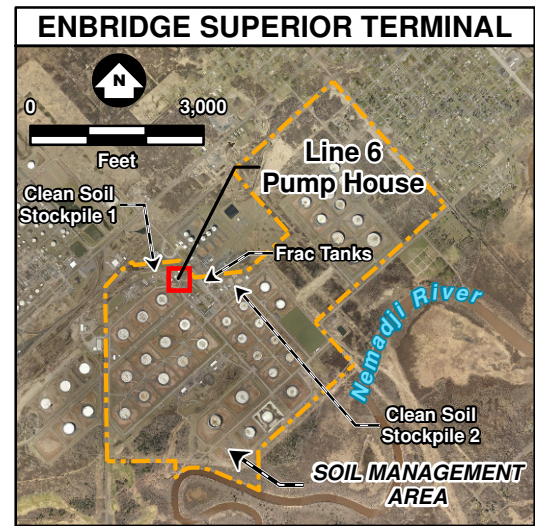 ENBRIDGE SUPERIOR TERMINAL
N
0 3,000
Feet
Line 6
Pump House
Clean Soil
Stockpile 1
Frac Tanks
Nemadji River
Clean Soil
Stockpile 2
SOIL MANAGEMENT
AREA